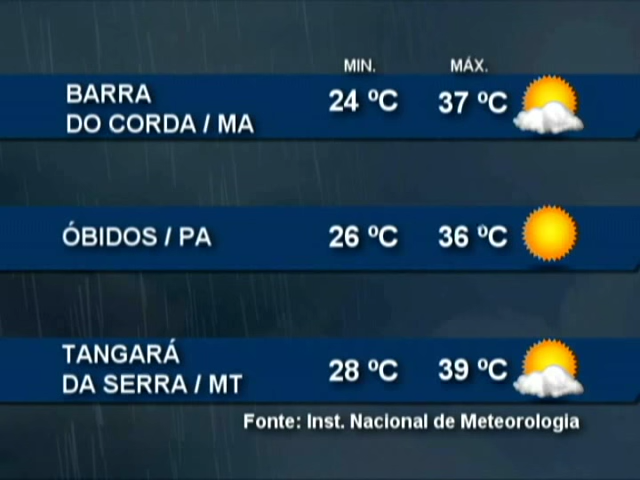 MIN. MÁX.
BARRA
DO CORDA / MA
24 ºC 37 ºC
ÓBIDOS / PA 26 ºC 36 ºC
TANGARÁ
DA SERRA / MT
28 ºC 39 ºC
Fonte: Inst. Nacional de Meteorologia